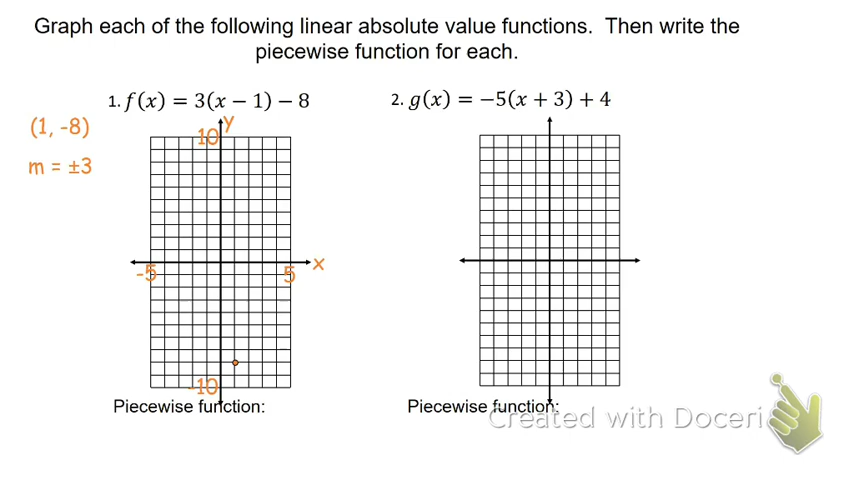 Graph each of the following linear absolute value functions. Then write the
piecewise function for each.
1. f(x) = 3(x − 1) − 8
2. g(x) = −5(x + 3) + 4
(1, -8)
m = ±3
y
10
-5
5
x
-10
Piecewise function:
Piecewise function:
Created with Doceri